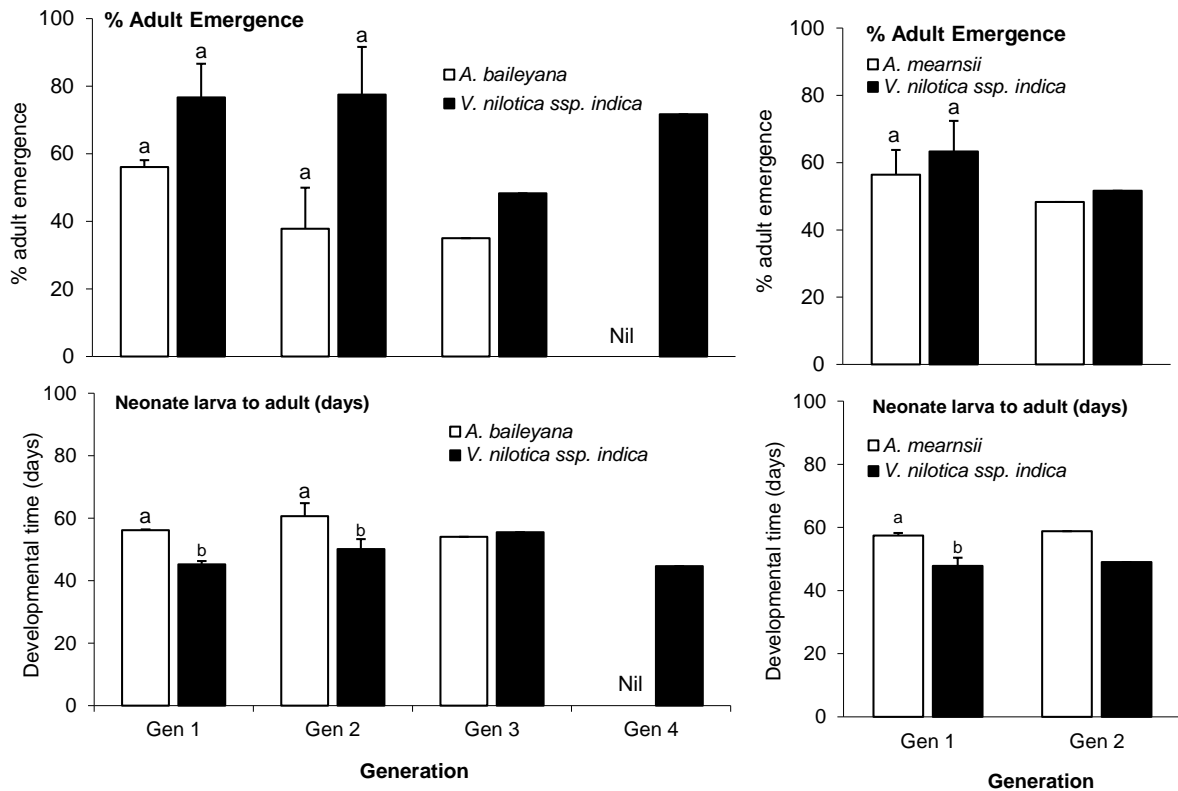 % Adult Emergence
A. baileyana
V. nilotica ssp. indica
% adult emergence
100
80
60
40
20
0
a
a
a
a
Nil
% Adult Emergence
A. mearnsii
V. nilotica ssp. indica
% adult emergence
100
80
60
40
20
0
a
a
Neonate larva to adult (days)
A. baileyana
V. nilotica ssp. indica
Developmental time (days)
100
80
60
40
20
0
a
b
a
b
Nil
Gen 1
Gen 2
Gen 3
Gen 4
Generation
Neonate larva to adult (days)
A. mearnsii
V. nilotica ssp. indica
Developmental time (days)
100
80
60
40
20
0
a
b
Gen 1
Gen 2
Generation